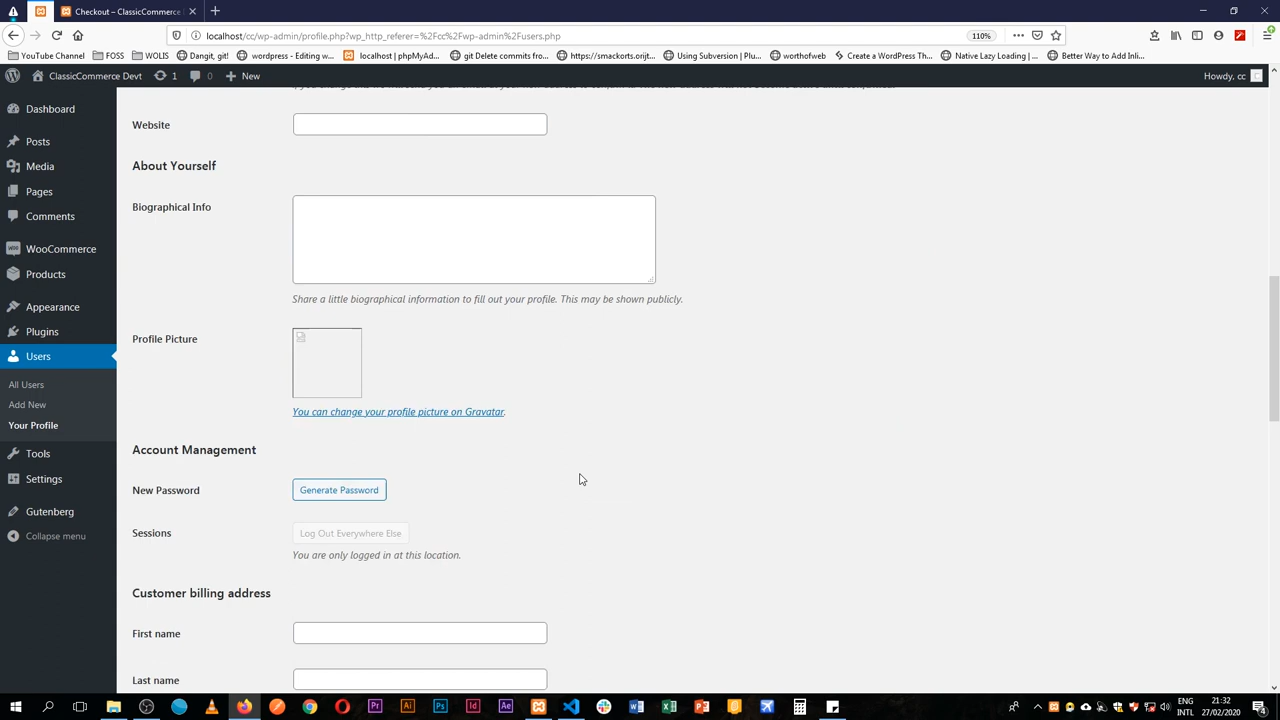 Checkout – ClassicCommerce
localhost/cc/wp-admin/profile.php?wp_http_referer=%2Fcc%2Fwp-admin%2Fusers.php
110%
YouTube Channel
FOSS
WOLIS
Dangit, git!
wordpress - Editing w...
localhost | phpMyAd...
git Delete commits fro...
https://smackorts.orijt...
Using Subversion | Plu...
worthofweb
Create a WordPress Th...
Native Lazy Loading | ...
Better Way to Add Inli...
ClassicCommerce Devt
1
0
New
Howdy, cc
Dashboard
Posts
Media
Pages
Comments
WooCommerce
Products
Appearance
Plugins
Users
All Users
Add New
Your Profile
Tools
Settings
Gutenberg
Collapse menu
Website
About Yourself
Biographical Info
Share a little biographical information to fill out your profile. This may be shown publicly.
Profile Picture
You can change your profile picture on Gravatar.
Account Management
New Password
Generate Password
Sessions
Log Out Everywhere Else
You are only logged in at this location.
Customer billing address
First name
Last name
ENG
INTL
21:32
27/02/2020